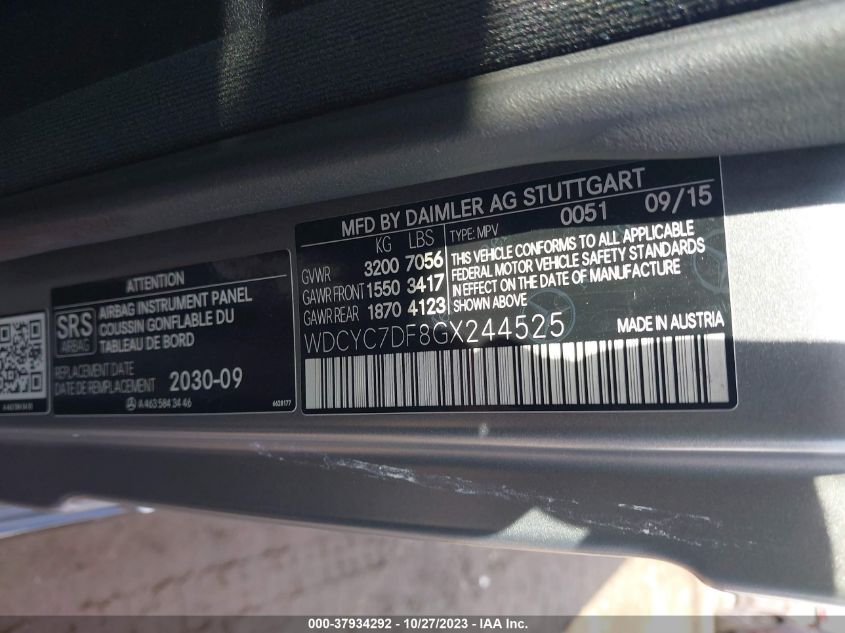 MFD BY DAIMLER AG STUTTGART
KG LBS
GVWR 3200 7056
GAWR FRONT 1550 3417
GAWR REAR 1870 4123
TYPE: MPV 0051 09/15
THIS VEHICLE CONFORMS TO ALL APPLICABLE
FEDERAL MOTOR VEHICLE SAFETY STANDARDS
IN EFFECT ON THE DATE OF MANUFACTURE
SHOWN ABOVE
WDCYC7DF8GX244525
MADE IN AUSTRIA
ATTENTION
SRS
AIRBAG
AIRBAG INSTRUMENT PANEL
COUSSIN GONFLABLE DU
TABLEAU DE BORD
REPLACEMENT DATE
DATE DE REMPLACEMENT 2030-09
A 463 584 34 46
6628177
000-37934292 - 10/27/2023 - IAA Inc.